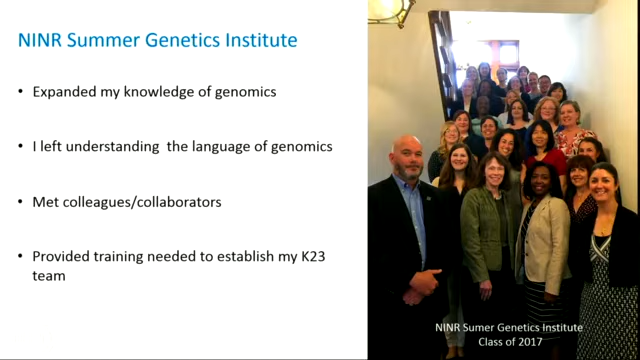 NINR Summer Genetics Institute
• Expanded my knowledge of genomics
• I left understanding the language of genomics
• Met colleagues/collaborators
• Provided training needed to establish my K23
team
NINR Sumer Genetics Institute
Class of 2017